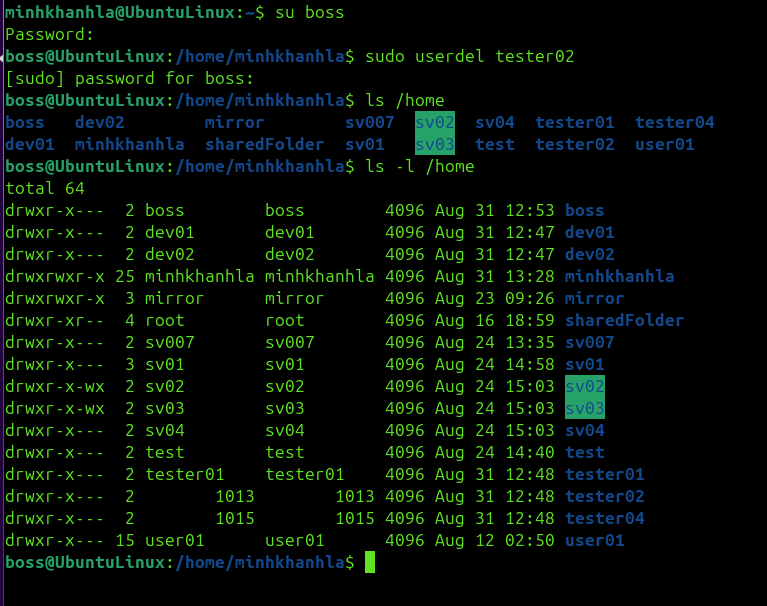 minhkhanhla@UbuntuLinux:~$ su boss
Password:
boss@UbuntuLinux:/home/minhkhanhla$ sudo userdel tester02
[sudo] password for boss:
boss@UbuntuLinux:/home/minhkhanhla$ ls /home
boss   dev02        mirror        sv007  sv02  sv04  tester01  tester04
dev01  minhkhanhla  sharedFolder  sv01   sv03  test  tester02  user01
boss@UbuntuLinux:/home/minhkhanhla$ ls -l /home
total 64
drwxr-x---  2 boss        boss        4096 Aug 31 12:53 boss
drwxr-x---  2 dev01       dev01       4096 Aug 31 12:47 dev01
drwxr-x---  2 dev02       dev02       4096 Aug 31 12:47 dev02
drwxrwxr-x 25 minhkhanhla minhkhanhla 4096 Aug 31 13:28 minhkhanhla
drwxrwxr-x  3 mirror      mirror      4096 Aug 23 09:26 mirror
drwxr-xr--  4 root        root        4096 Aug 16 18:59 sharedFolder
drwxr-x---  2 sv007       sv007       4096 Aug 24 13:35 sv007
drwxr-x---  3 sv01        sv01        4096 Aug 24 14:58 sv01
drwxr-x-wx  2 sv02        sv02        4096 Aug 24 15:03 sv02
drwxr-x-wx  2 sv03        sv03        4096 Aug 24 15:03 sv03
drwxr-x---  2 sv04        sv04        4096 Aug 24 15:03 sv04
drwxr-x---  2 test        test        4096 Aug 24 14:40 test
drwxr-x---  2 tester01    tester01    4096 Aug 31 12:48 tester01
drwxr-x---  2        1013        1013 4096 Aug 31 12:48 tester02
drwxr-x---  2        1015        1015 4096 Aug 31 12:48 tester04
drwxr-x--- 15 user01      user01      4096 Aug 12 02:50 user01
boss@UbuntuLinux:/home/minhkhanhla$